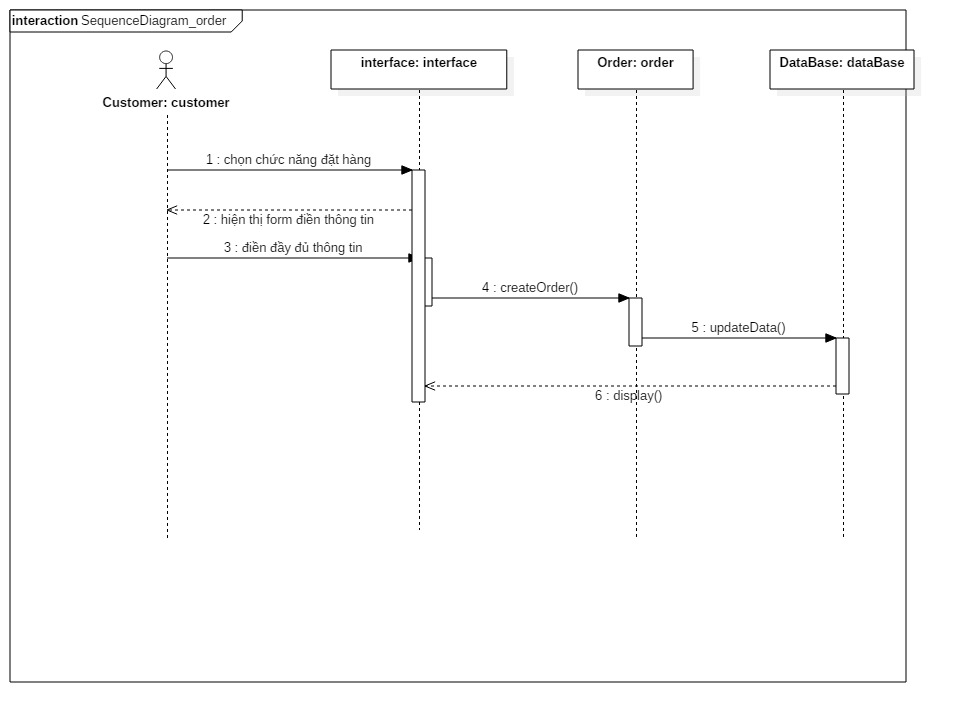 interaction SequenceDiagram_order
interface: interface
Order: order
DataBase: dataBase
Customer: customer
1 : chọn chức năng đặt hàng
2 : hiện thị form điền thông tin
3 : điền đầy đủ thông tin
4 : createOrder()
5 : updateData()
6 : display()